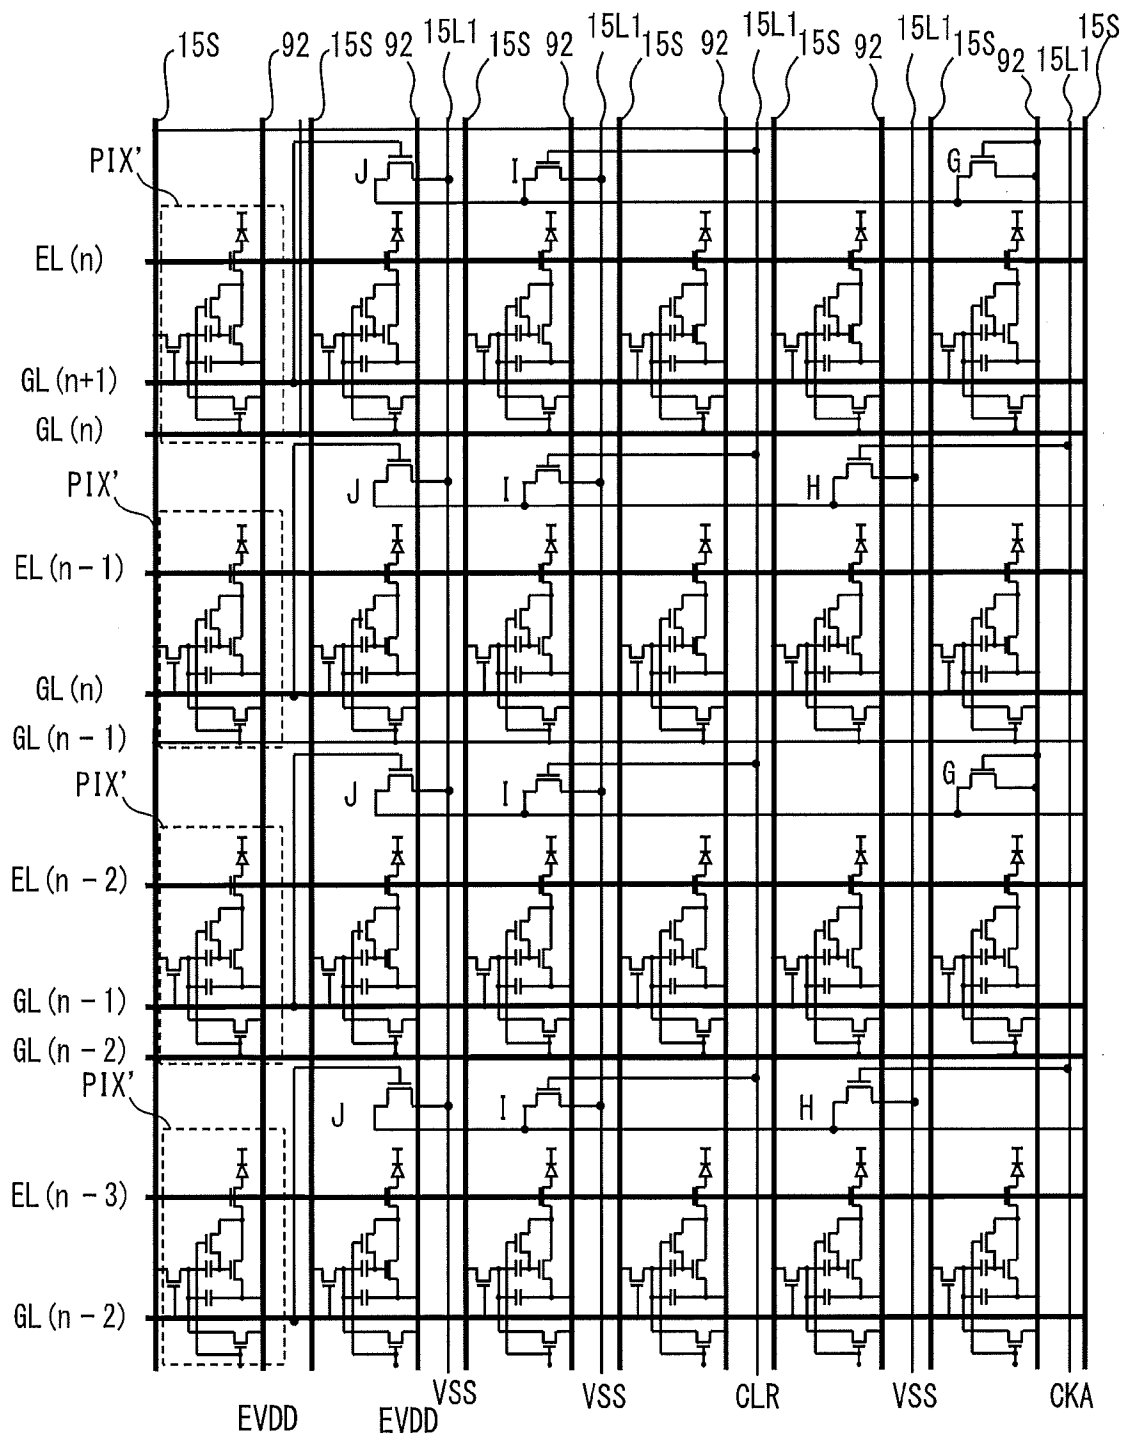 15S 92 15S 92 15L1 15S 92 15L1 15S 92 15L1 15S 92 15L1 15S 92 15L1 15S
PIX' J I G
EL(n)
GL(n+1)
GL(n)
PIX' J I H
EL(n-1)
GL(n)
GL(n-1)
PIX' J I G
EL(n-2)
GL(n-1)
GL(n-2)
PIX' J I H
EL(n-3)
GL(n-2)
EVDD EVDD VSS VSS CLR VSS CKA